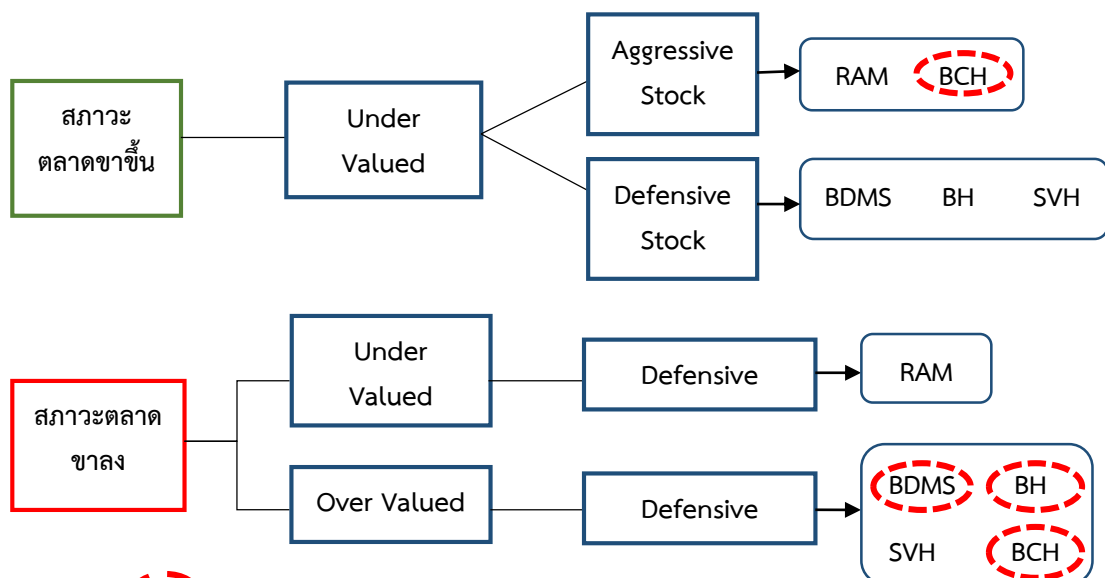 สภาวะ
ตลาดขาขึ้น
Under
Valued
Aggressive
Stock
RAM BCH
Defensive
Stock
BDMS BH SVH
สภาวะตลาด
ขาลง
Under
Valued
Defensive
RAM
Over Valued
Defensive
BDMS BH
SVH BCH